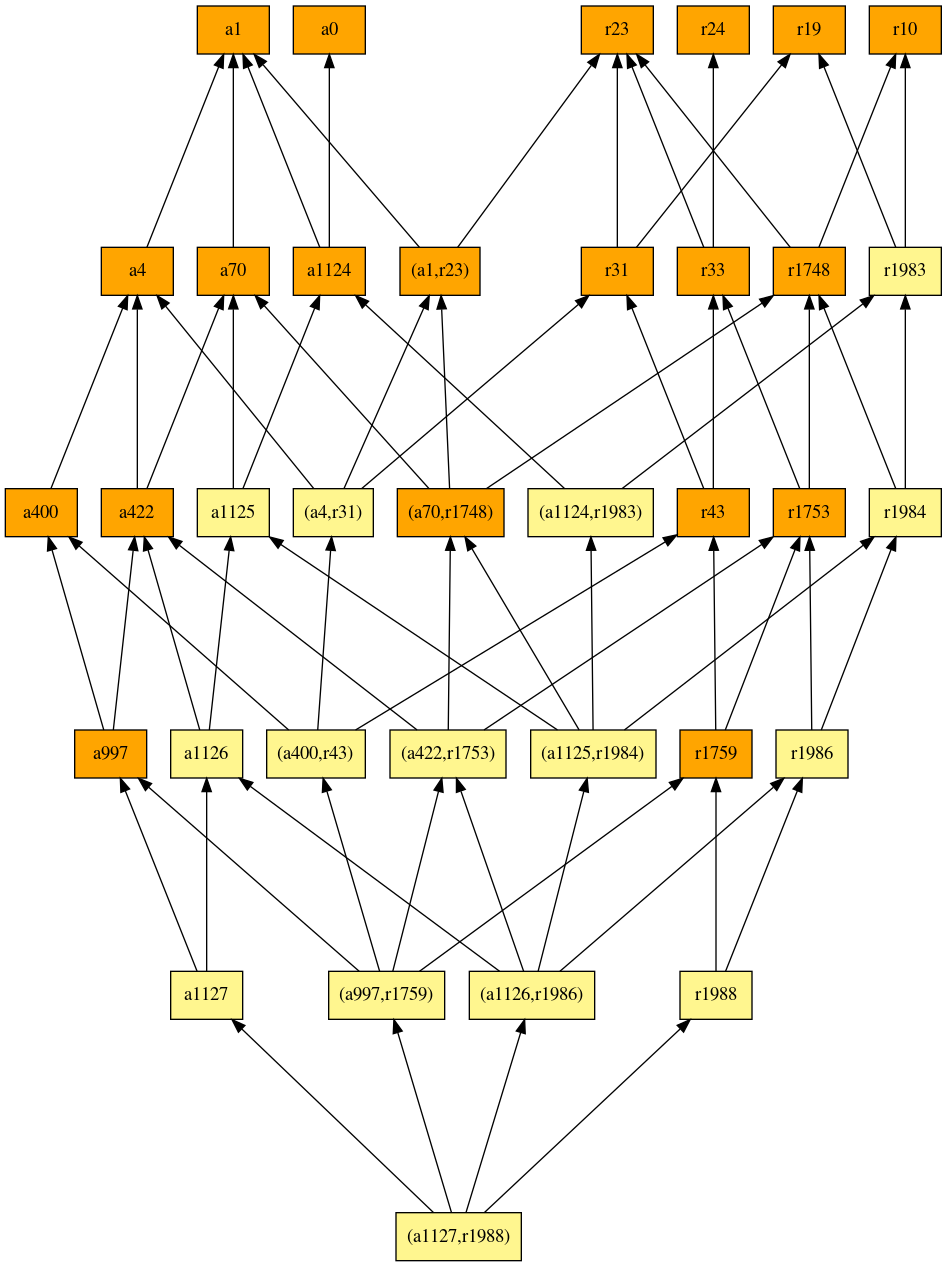 a1
a0
r23
r24
r19
r10
a4
a70
a1124
(a1,r23)
r31
r33
r1748
r1983
a400
a422
a1125
(a4,r31)
(a70,r1748)
(a1124,r1983)
r43
r1753
r1984
a997
a1126
(a400,r43)
(a422,r1753)
(a1125,r1984)
r1759
r1986
a1127
(a997,r1759)
(a1126,r1986)
r1988
(a1127,r1988)